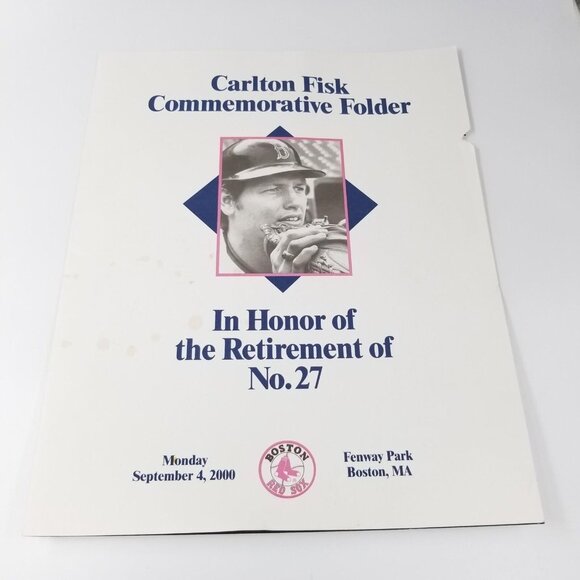 Carlton Fisk
Commemorative Folder
B
In Honor of
the Retirement of
No.27
Monday
September 4, 2000
BOSTON
RED SOX
Fenway Park
Boston, MA